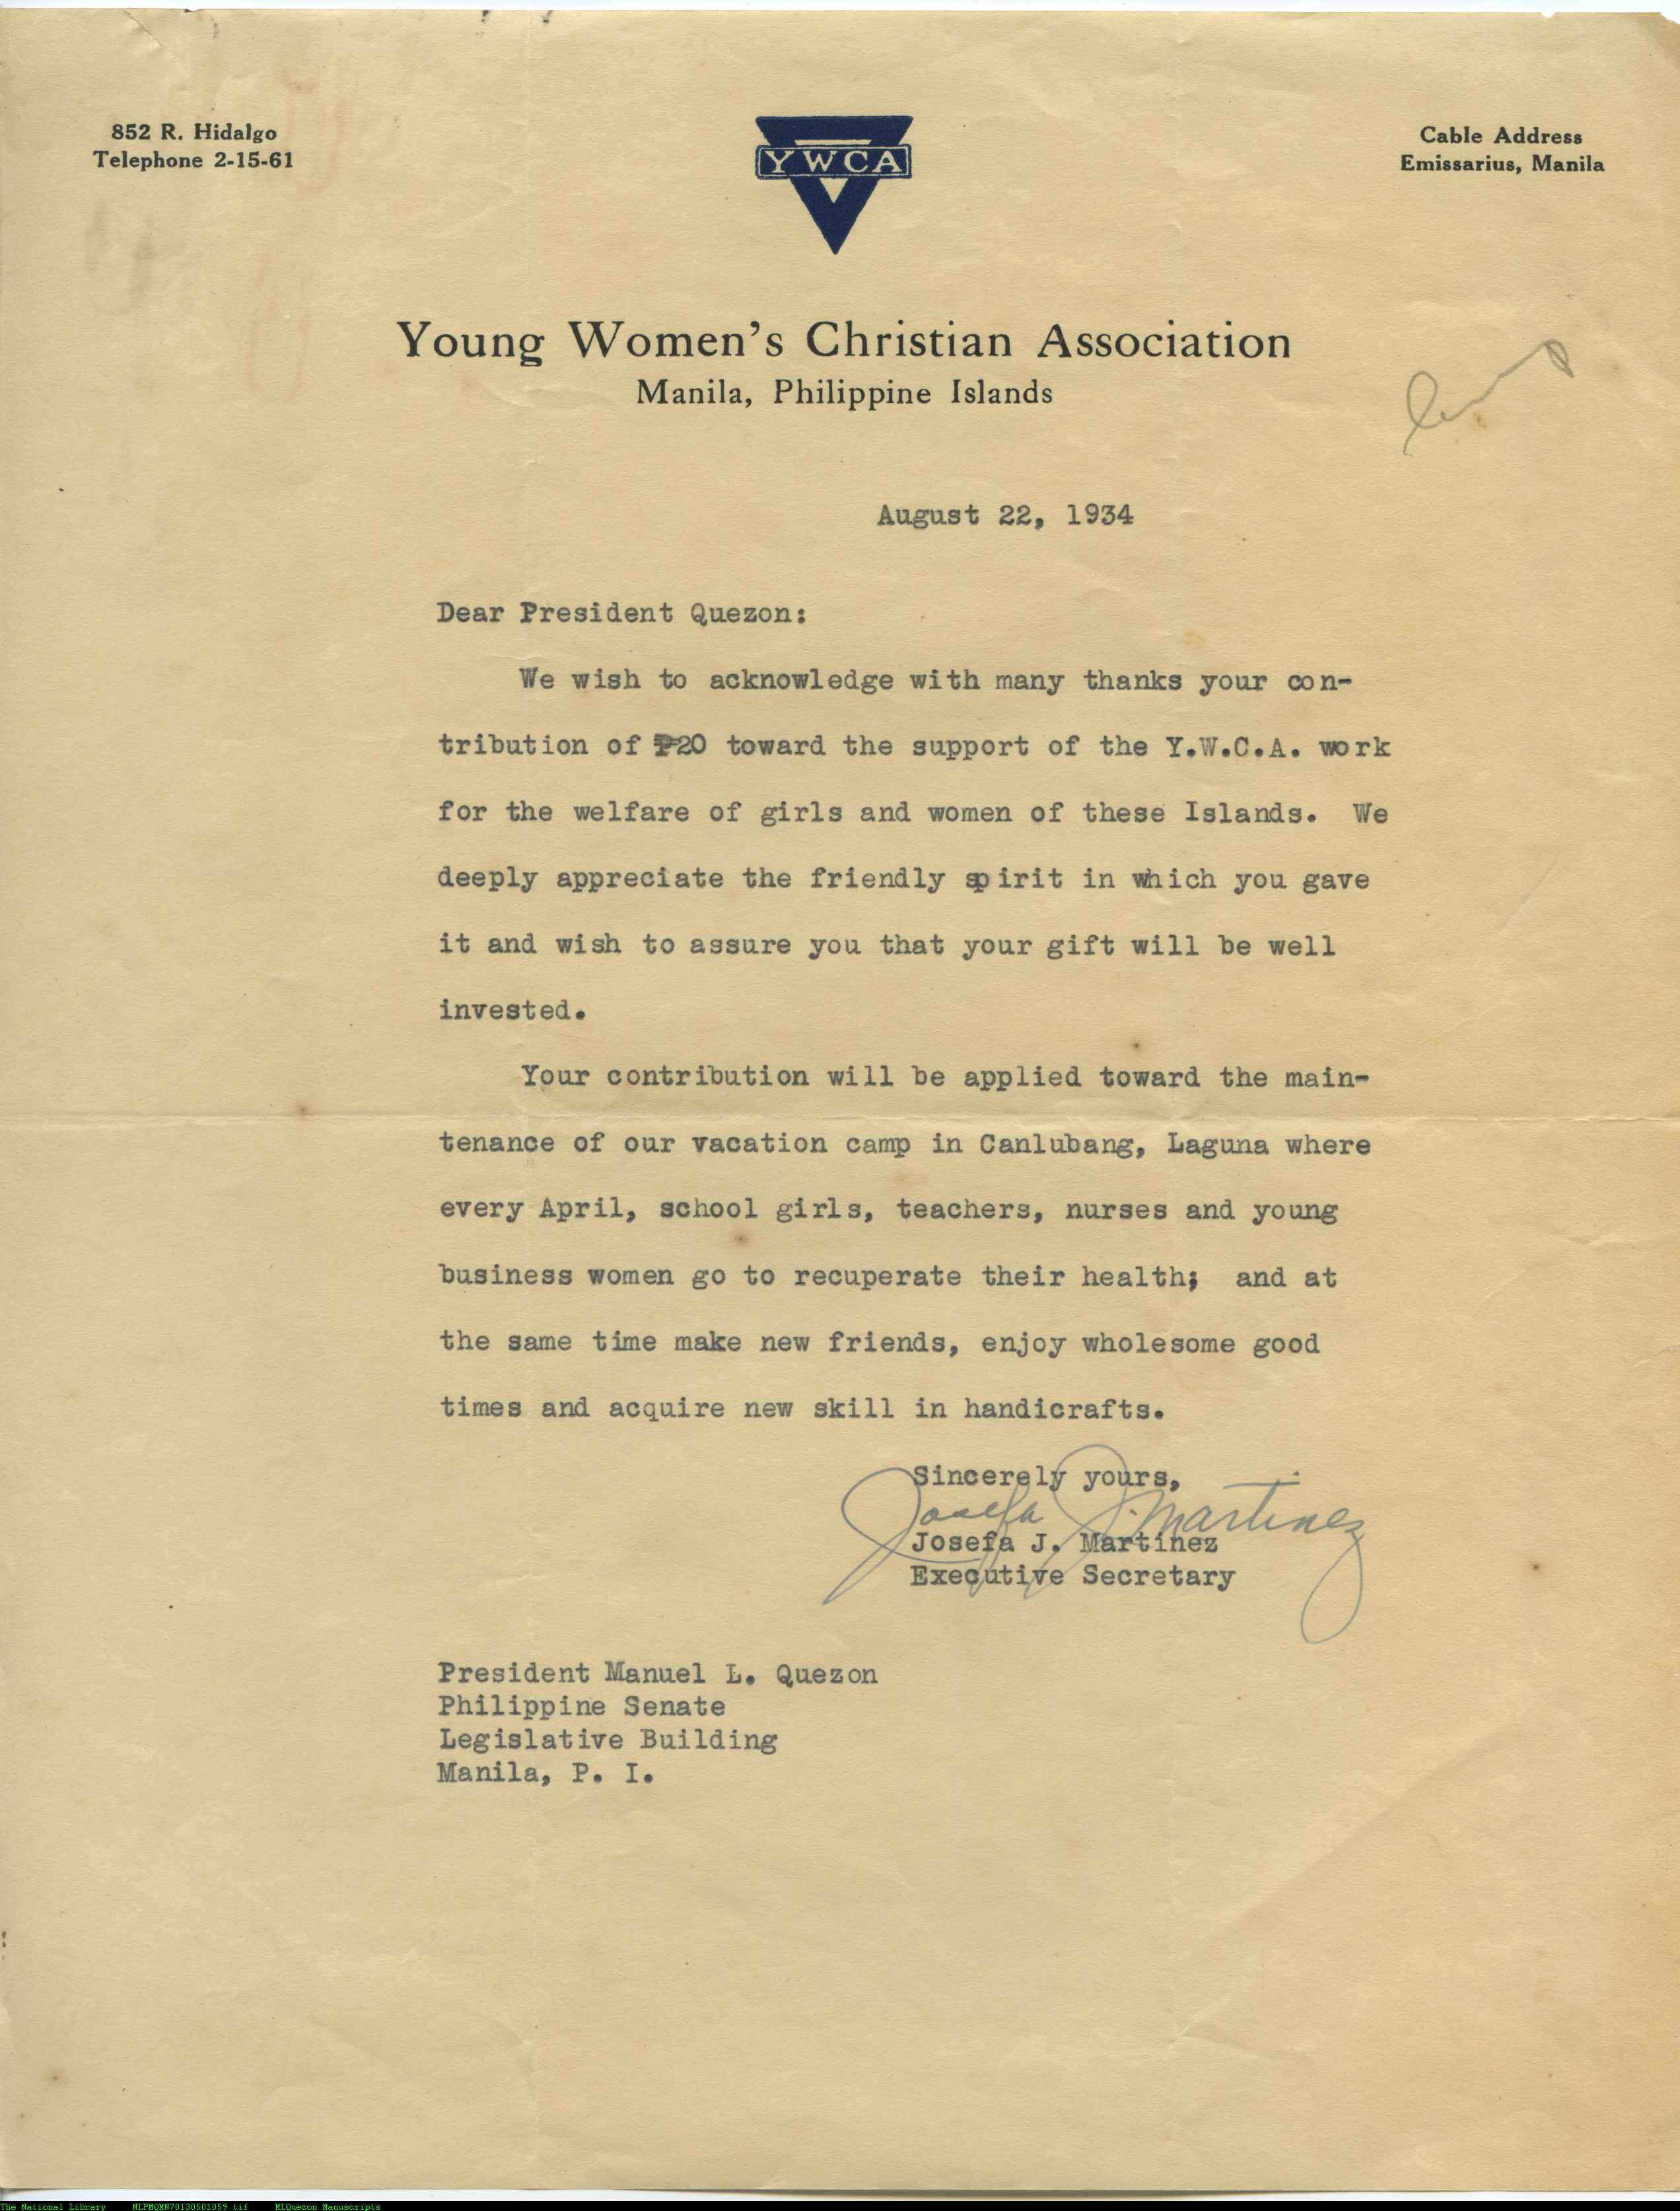 852 R. Hidalgo
Telephone 2-15-61
YWCA
Cable Address
Emissarius, Manila
Young Women's Christian Association
Manila, Philippine Islands
August 22, 1934
Dear President Quezon:
We wish to acknowledge with many thanks your con-
tribution of ₱20 toward the support of the Y.W.C.A. work
for the welfare of girls and women of these Islands. We
deeply appreciate the friendly spirit in which you gave
it and wish to assure you that your gift will be well
invested.
Your contribution will be applied toward the main-
tenance of our vacation camp in Canlubang, Laguna where
every April, school girls, teachers, nurses and young
business women go to recuperate their health; and at
the same time make new friends, enjoy wholesome good
times and acquire new skill in handicrafts.
Sincerely yours,
Josefa J. Martinez
Josefa J. Martinez
Executive Secretary
President Manuel L. Quezon
Philippine Senate
Legislative Building
Manila, P. I.
The National Library NLPMQMN70130501059.tif MLQuezon Manuscripts